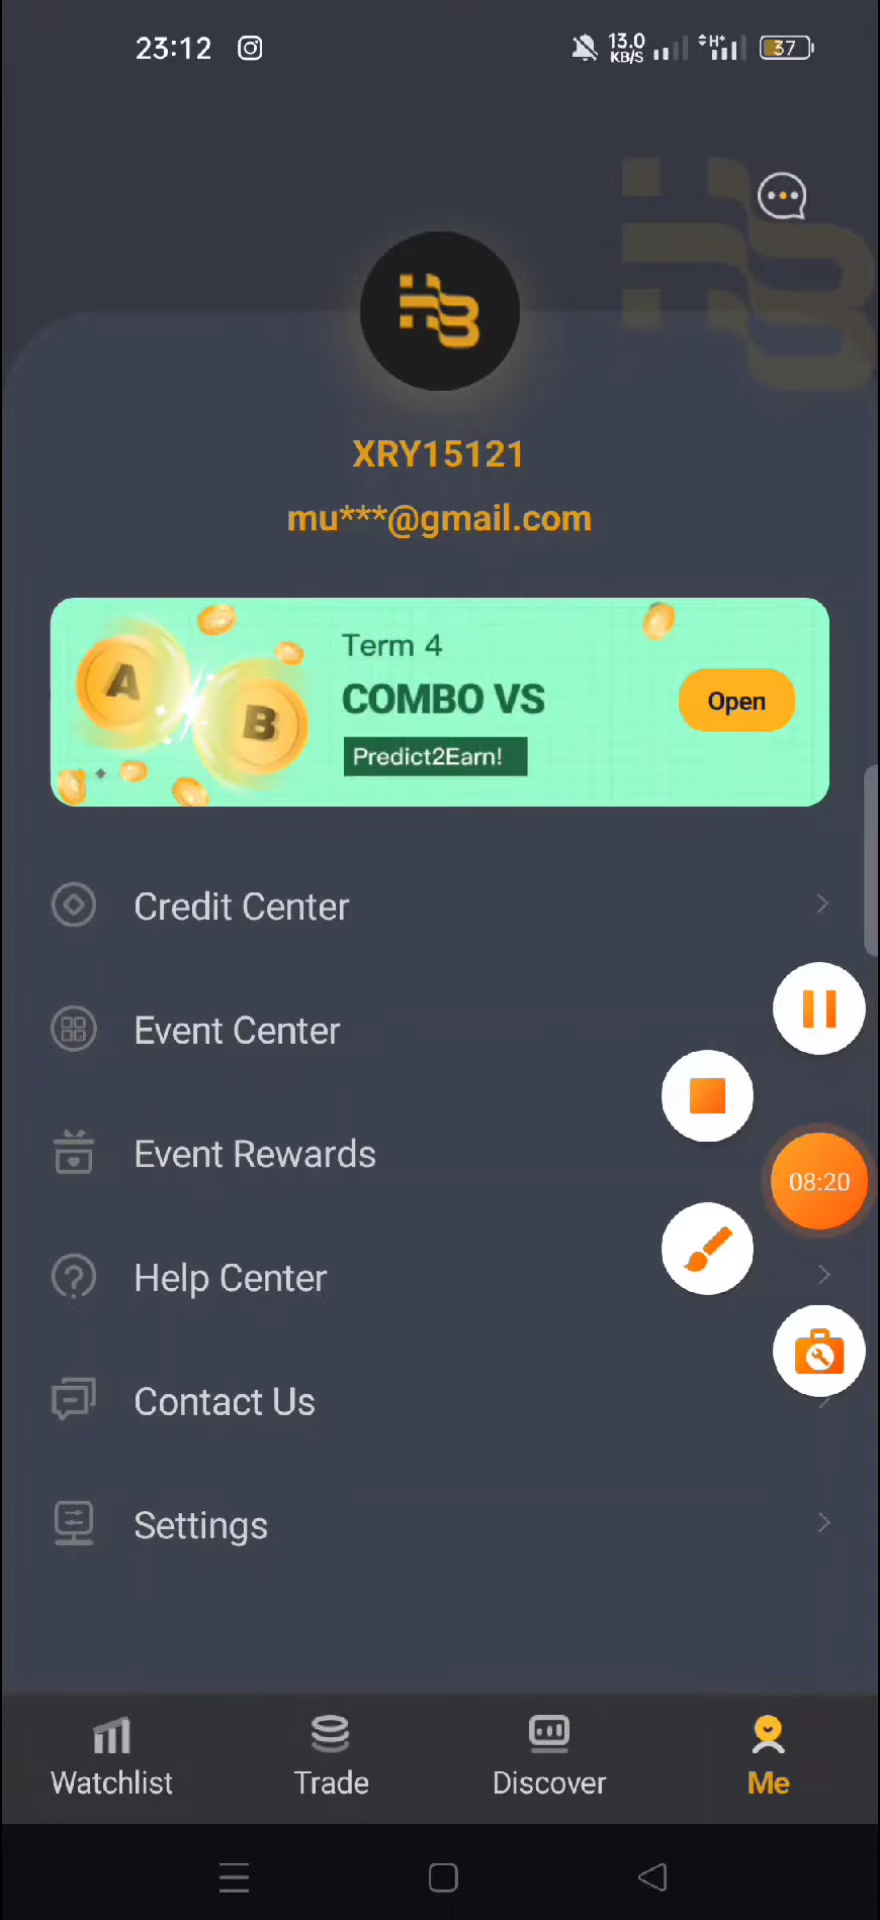 23:12
13.0
KB/S
H+
37
XRY15121
mu***@gmail.com
A
B
Term 4
COMBO VS
Predict2Earn!
Open
Credit Center
Event Center
Event Rewards
08:20
Help Center
Contact Us
Settings
Watchlist
Trade
Discover
Me